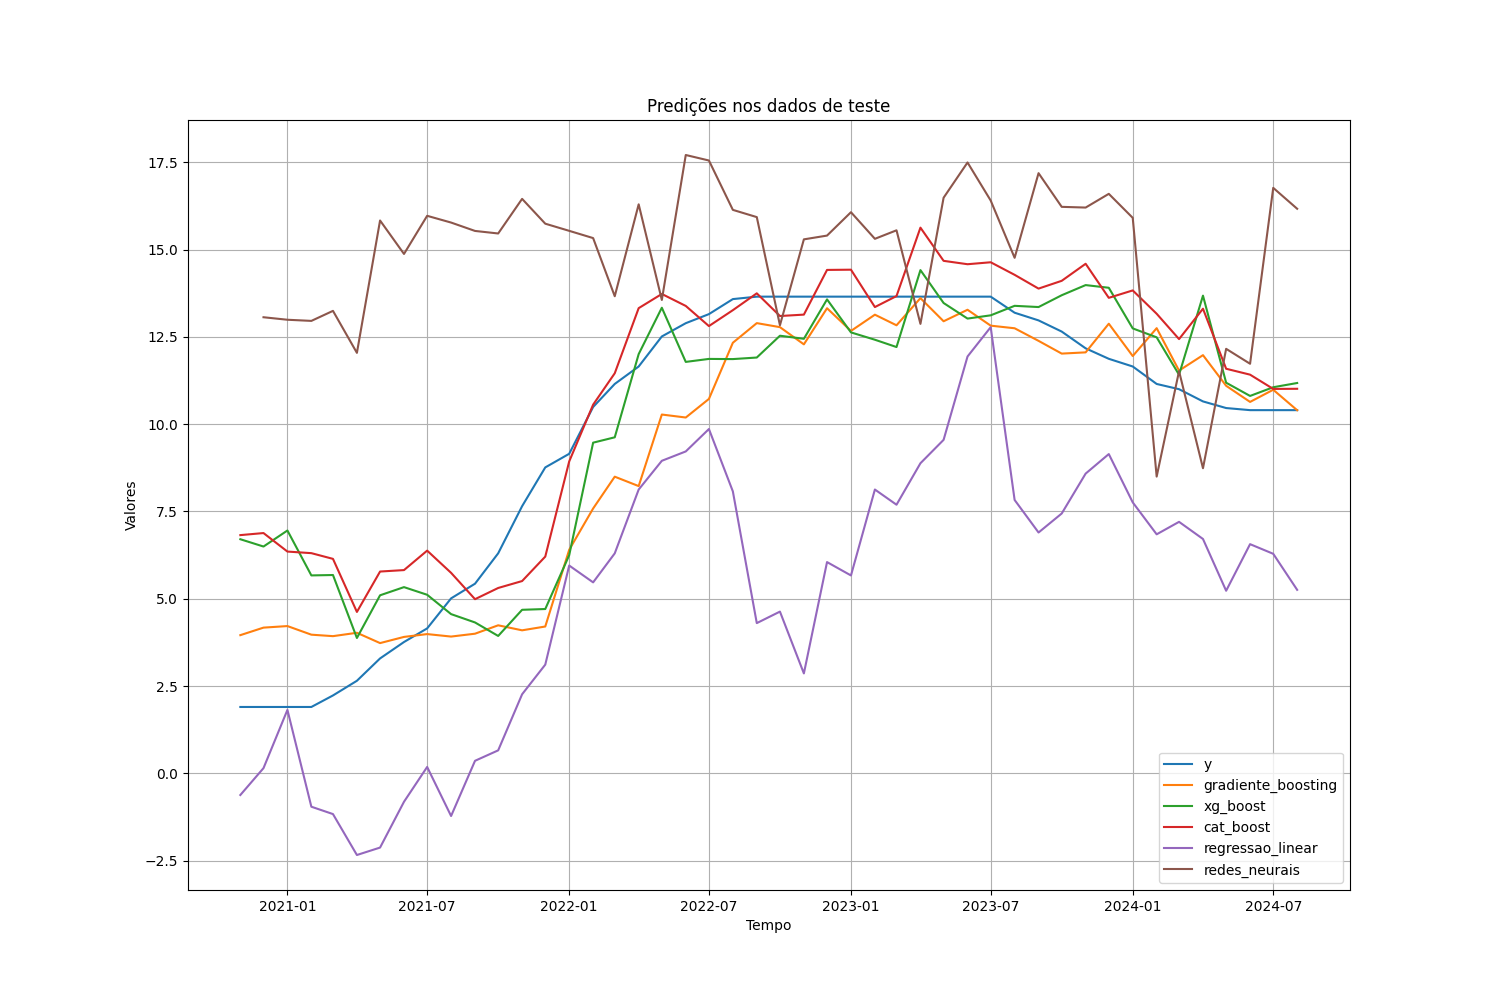 Predições nos dados de teste
Valores
17.5
15.0
12.5
10.0
7.5
5.0
2.5
0.0
−2.5
2021-01
2021-07
2022-01
2022-07
2023-01
2023-07
2024-01
2024-07
Tempo
y
gradiente_boosting
xg_boost
cat_boost
regressao_linear
redes_neurais